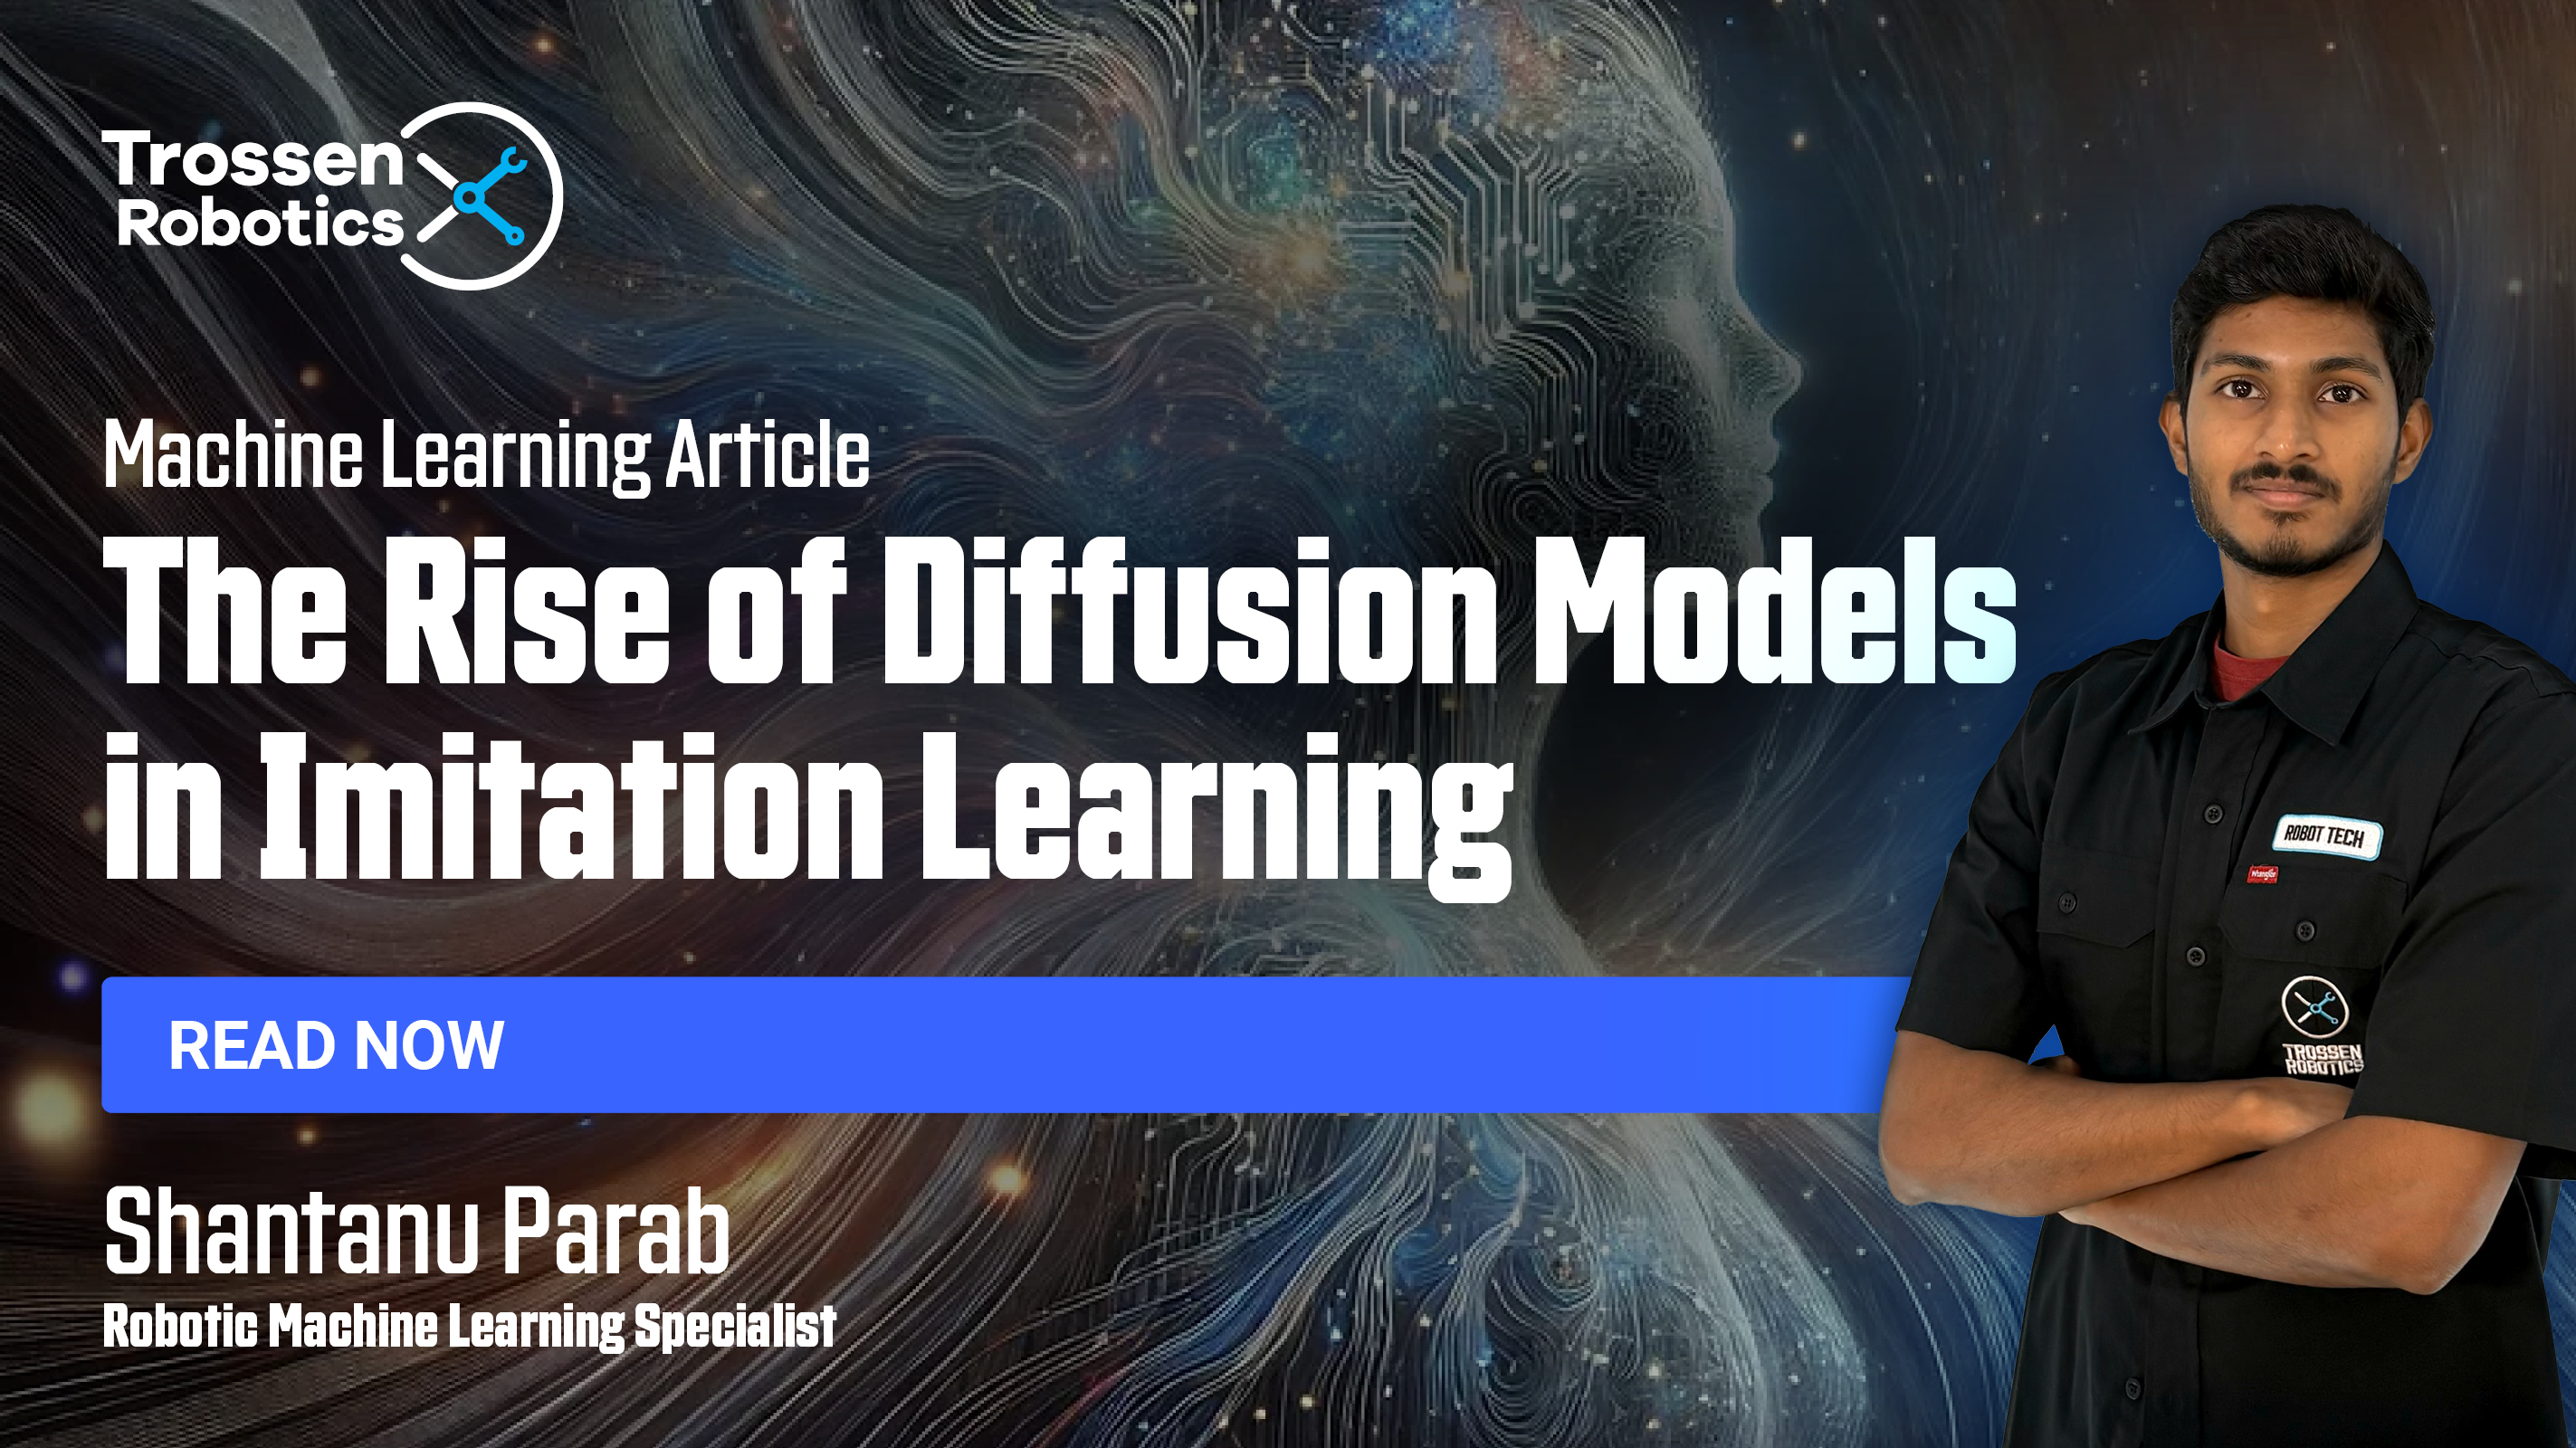 Trossen
Robotics
Machine Learning Article
The Rise of Diffusion Models
in Imitation Learning
READ NOW
Shantanu Parab
Robotic Machine Learning Specialist
ROBOT TECH
Wrangler
TROSSEN
ROBOTICS